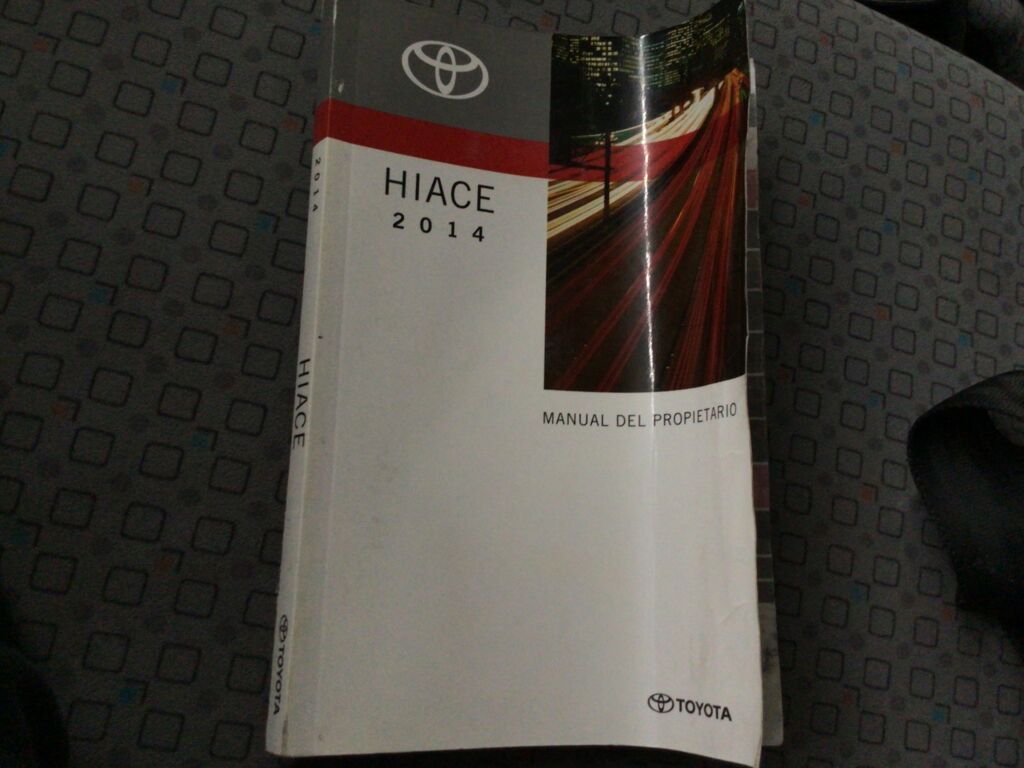 HIACE
2014
MANUAL DEL PROPIETARIO
TOYOTA
2014
HIACE
TOYOTA